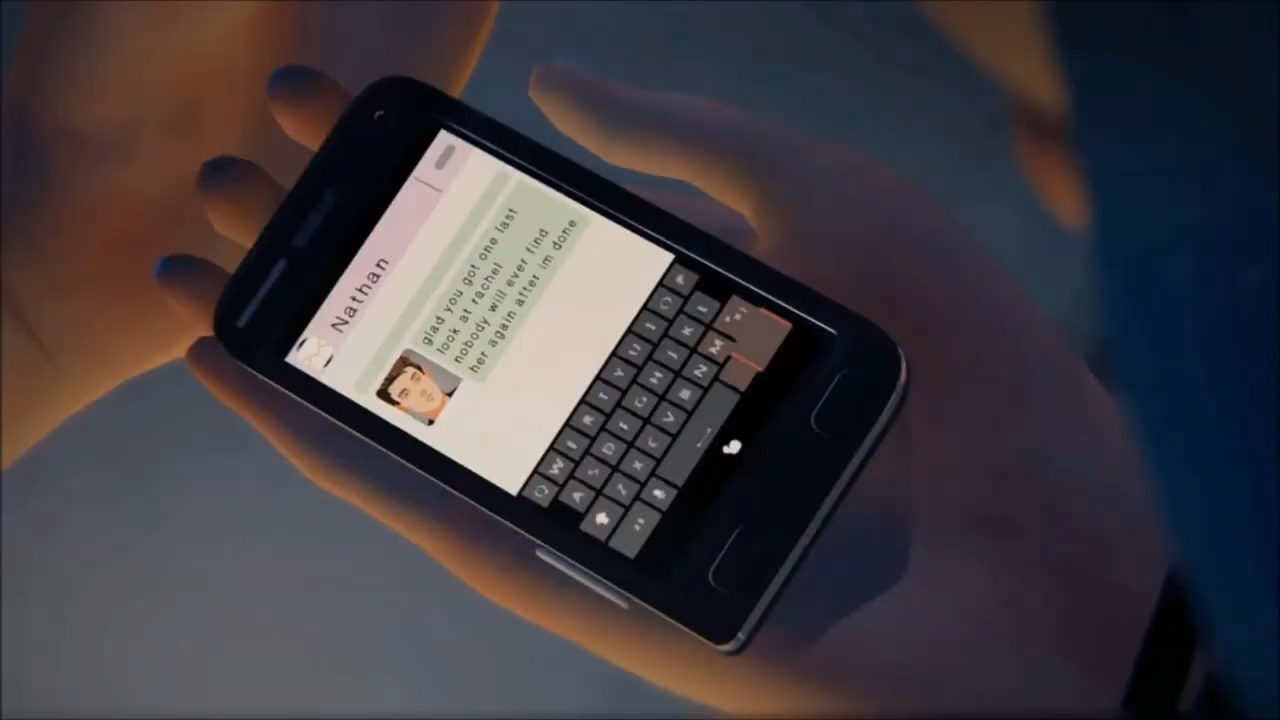 Nathan
glad you got one last
look at rachel
nobody will ever find
her again after im done